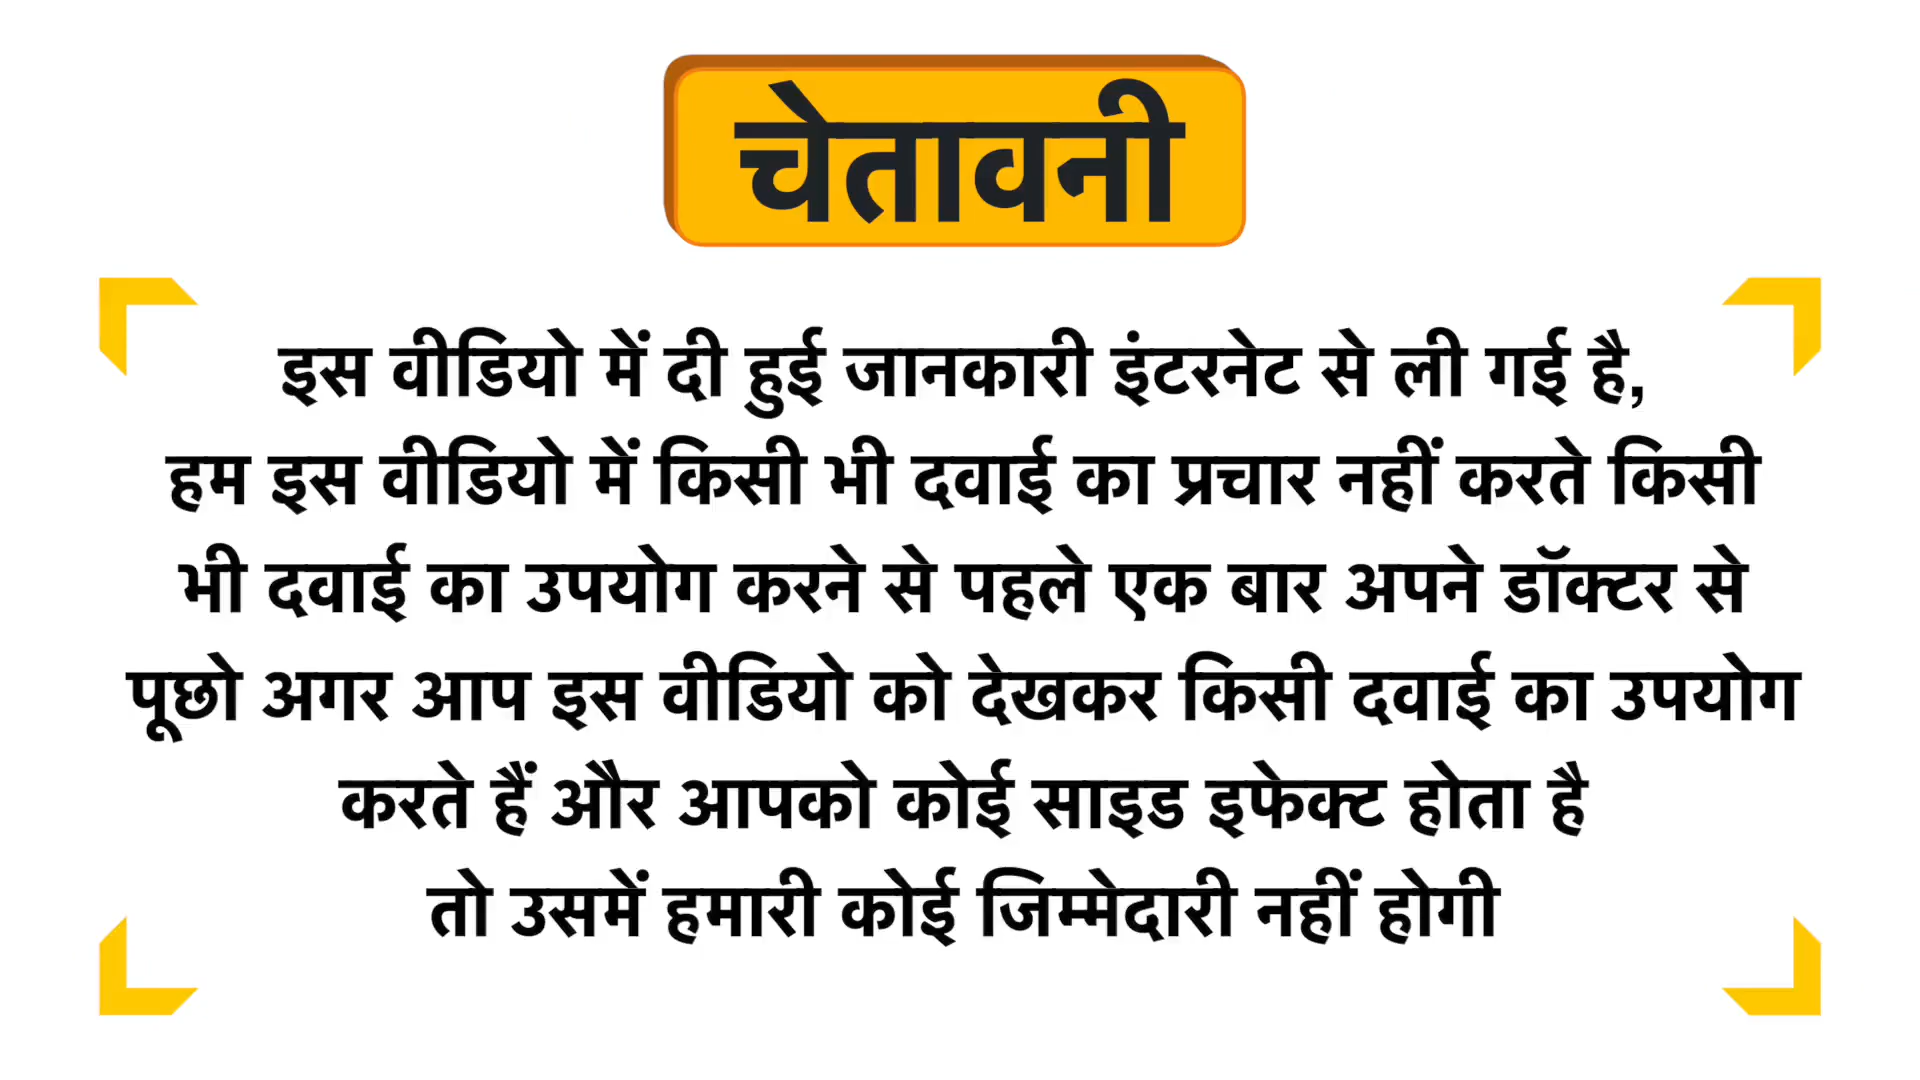 चेतावनी
इस वीडियो में दी हुई जानकारी इंटरनेट से ली गई है,
हम इस वीडियो में किसी भी दवाई का प्रचार नहीं करते किसी
भी दवाई का उपयोग करने से पहले एक बार अपने डॉक्टर से
पूछो अगर आप इस वीडियो को देखकर किसी दवाई का उपयोग
करते हैं और आपको कोई साइड इफेक्ट होता है
तो उसमें हमारी कोई जिम्मेदारी नहीं होगी